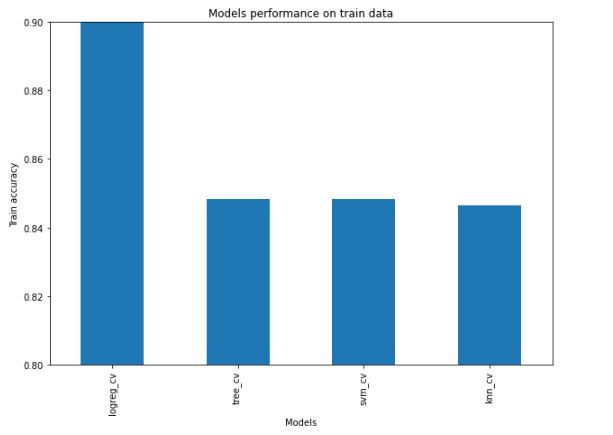 Models performance on train data
0.90
0.88
0.86
0.84
0.82
0.80
Train accuracy
logreg_cv
tree_cv
svm_cv
knn_cv
Models